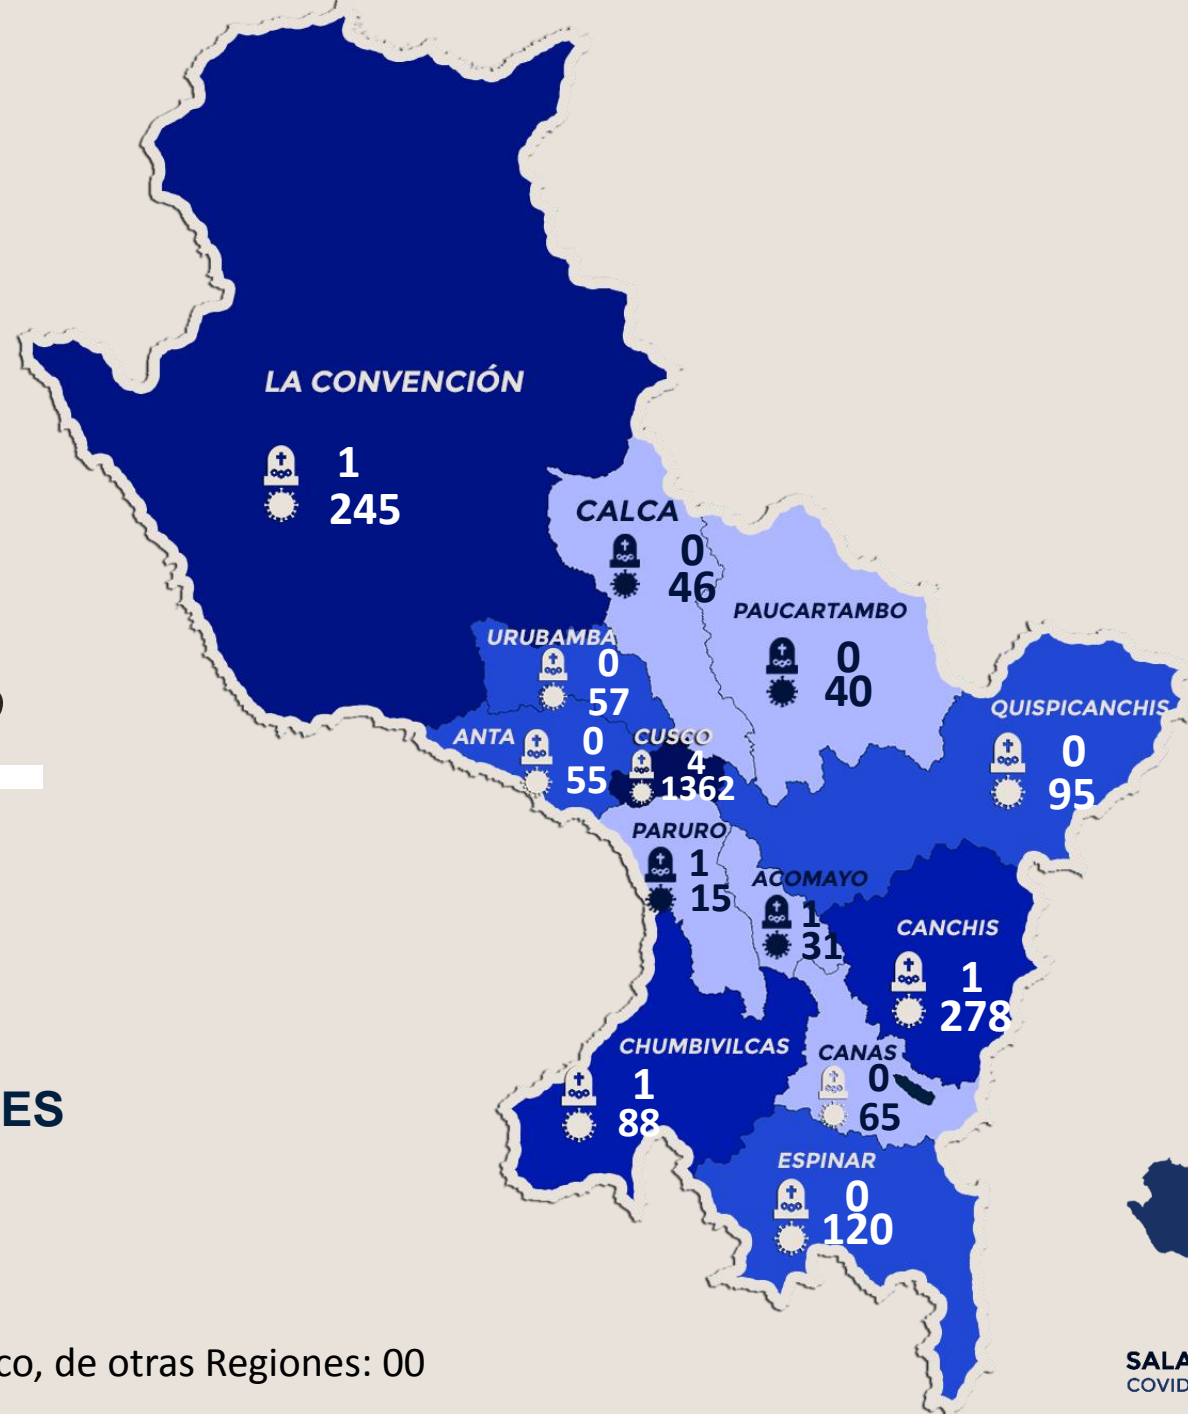 LA CONVENCIÓN
1
245
CALCA
0
46
PAUCARTAMBO
0
40
URUBAMBA
0
57
QUISPICANCHIS
0
95
ANTA
0
55
CUSCO
4
1362
PARURO
1
15
ACOMAYO
1
31
CANCHIS
1
278
CHUMBIVILCAS
1
88
CANAS
0
65
ES
ESPINAR
0
120
co, de otras Regiones: 00
SALA
COVID